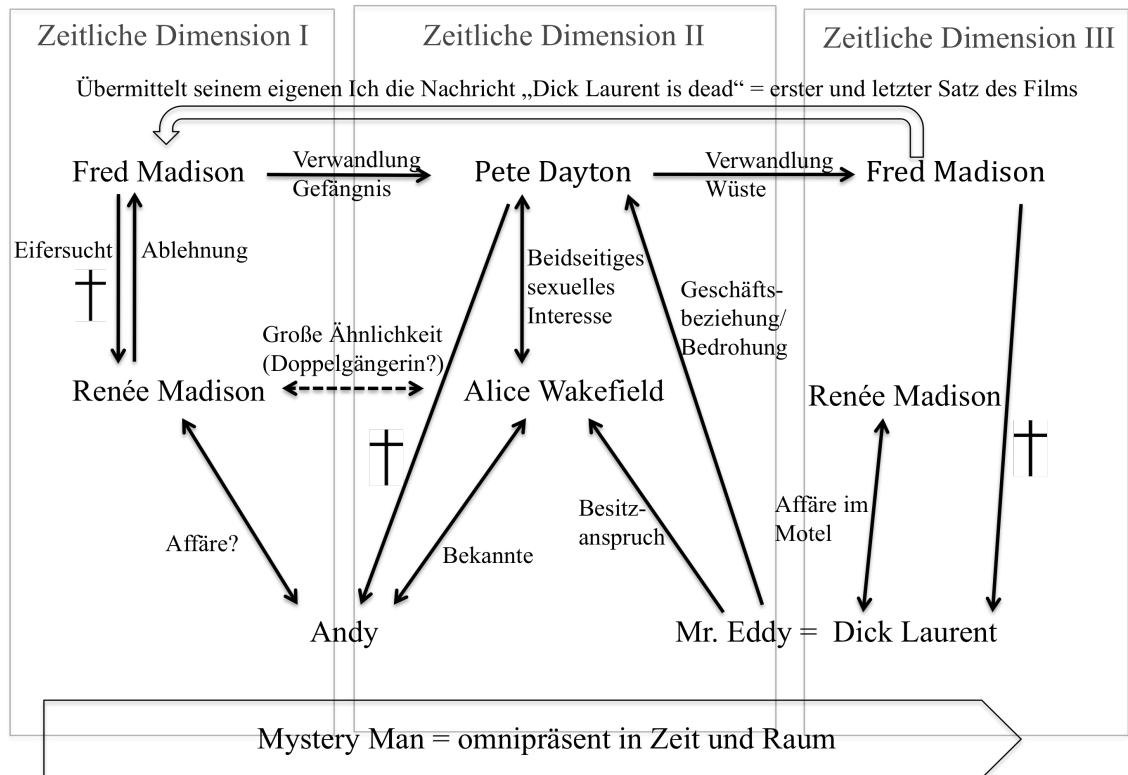 Zeitliche Dimension I
Zeitliche Dimension II
Zeitliche Dimension III
Übermittelt seinem eigenen Ich die Nachricht „Dick Laurent is dead“ = erster und letzter Satz des Films
Fred Madison
Verwandlung
Gefängnis
Pete Dayton
Verwandlung
Wüste
Fred Madison
Eifersucht
Ablehnung
Beidseitiges
sexuelles
Interesse
Geschäfts-
beziehung/
Bedrohung
Große Ähnlichkeit
(Doppelgängerin?)
Renée Madison
Alice Wakefield
Renée Madison
Affäre?
Bekannte
Besitz-
anspruch
Affäre im
Motel
Andy
Mr. Eddy = Dick Laurent
Mystery Man = omnipräsent in Zeit und Raum